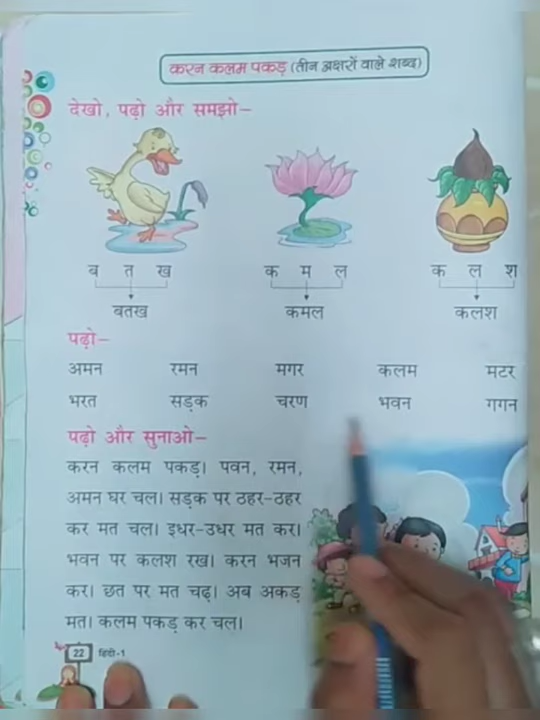 करन कलम पकड़ (तीन अक्षरों वाले शब्द)
देखो, पढ़ो और समझो–
ब त ख क म ल क ल श
बतख कमल कलश
पढ़ो–
अमन रमन मगर कलम मटर
भरत सड़क चरण भवन गगन
पढ़ो और सुनाओ–
करन कलम पकड़। पवन, रमन,
अमन घर चल। सड़क पर ठहर-ठहर
कर मत चल। इधर-उधर मत कर।
भवन पर कलश रख। करन भजन
कर। छत पर मत चढ़। अब अकड़
मत। कलम पकड़ कर चल।
22 हिंदी-1